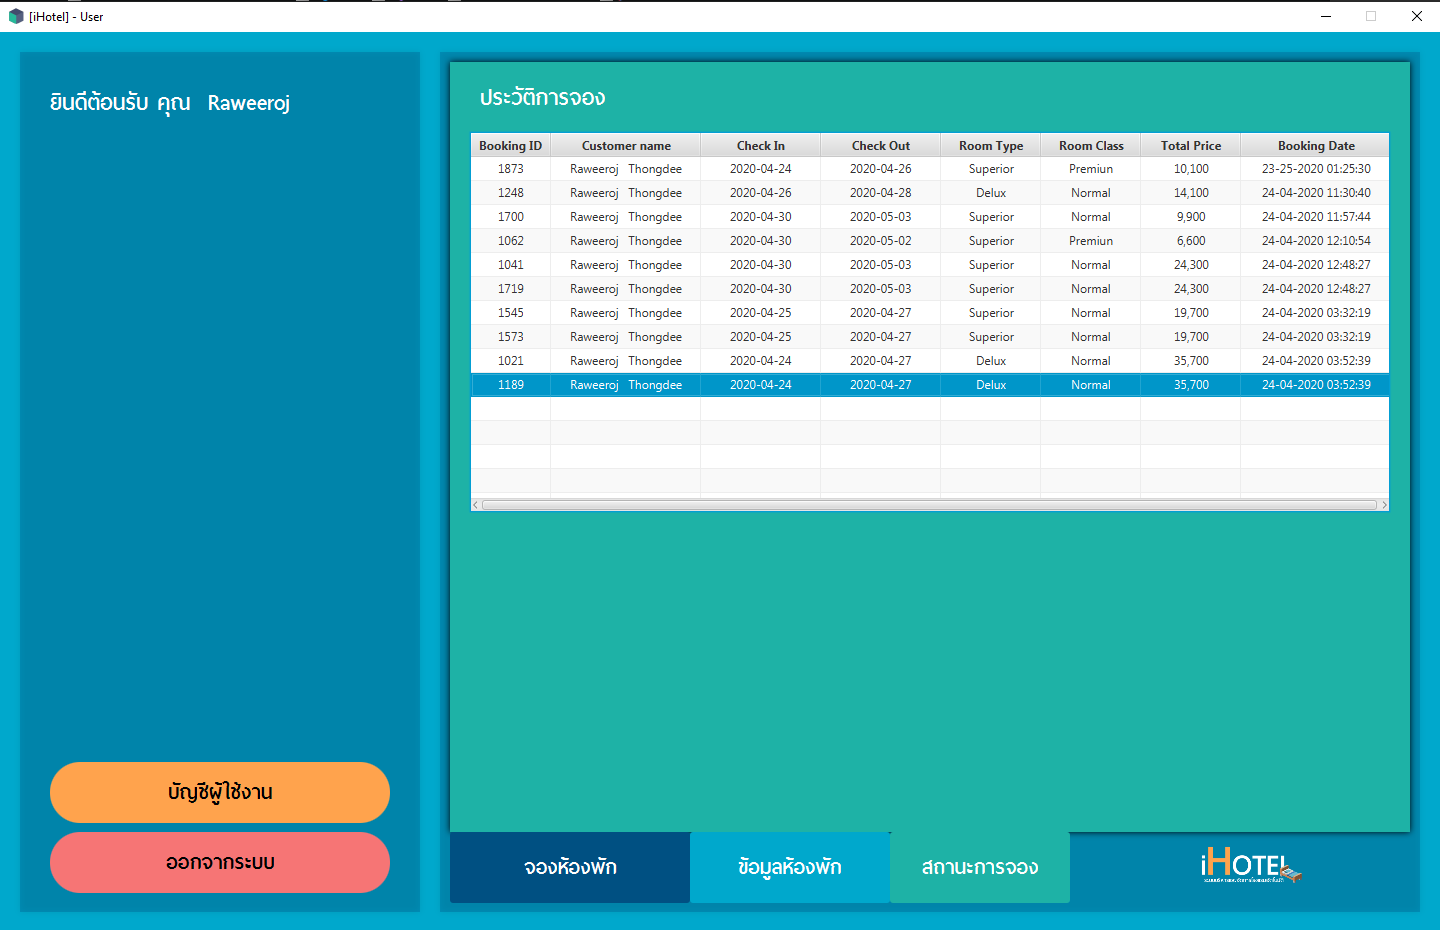 [iHotel] - User
ยินดีต้อนรับ คุณ Raweeroj
ประวัติการจอง
Booking ID Customer name Check In Check Out Room Type Room Class Total Price Booking Date
1873 Raweeroj Thongdee 2020-04-24 2020-04-26 Superior Premiun 10,100 23-25-2020 01:25:30
1248 Raweeroj Thongdee 2020-04-26 2020-04-28 Delux Normal 14,100 24-04-2020 11:30:40
1700 Raweeroj Thongdee 2020-04-30 2020-05-03 Superior Normal 9,900 24-04-2020 11:57:44
1062 Raweeroj Thongdee 2020-04-30 2020-05-02 Superior Premiun 6,600 24-04-2020 12:10:54
1041 Raweeroj Thongdee 2020-04-30 2020-05-03 Superior Normal 24,300 24-04-2020 12:48:27
1719 Raweeroj Thongdee 2020-04-30 2020-05-03 Superior Normal 24,300 24-04-2020 12:48:27
1545 Raweeroj Thongdee 2020-04-25 2020-04-27 Superior Normal 19,700 24-04-2020 03:32:19
1573 Raweeroj Thongdee 2020-04-25 2020-04-27 Superior Normal 19,700 24-04-2020 03:32:19
1021 Raweeroj Thongdee 2020-04-24 2020-04-27 Delux Normal 35,700 24-04-2020 03:52:39
1189 Raweeroj Thongdee 2020-04-24 2020-04-27 Delux Normal 35,700 24-04-2020 03:52:39
บัญชีผู้ใช้งาน
ออกจากระบบ
จองห้องพัก
ข้อมูลห้องพัก
สถานะการจอง
iHOTEL